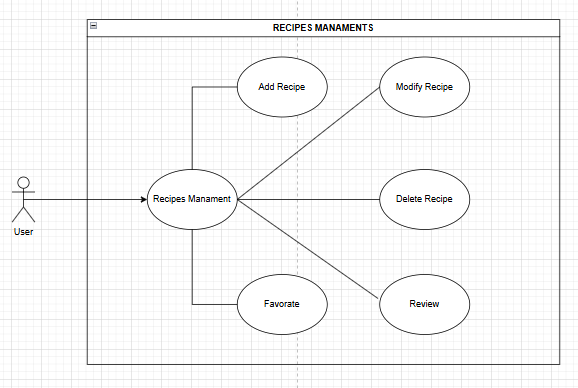 RECIPES MANAMENTS
Add Recipe
Modify Recipe
Recipes Manament
Delete Recipe
User
Favorate
Review